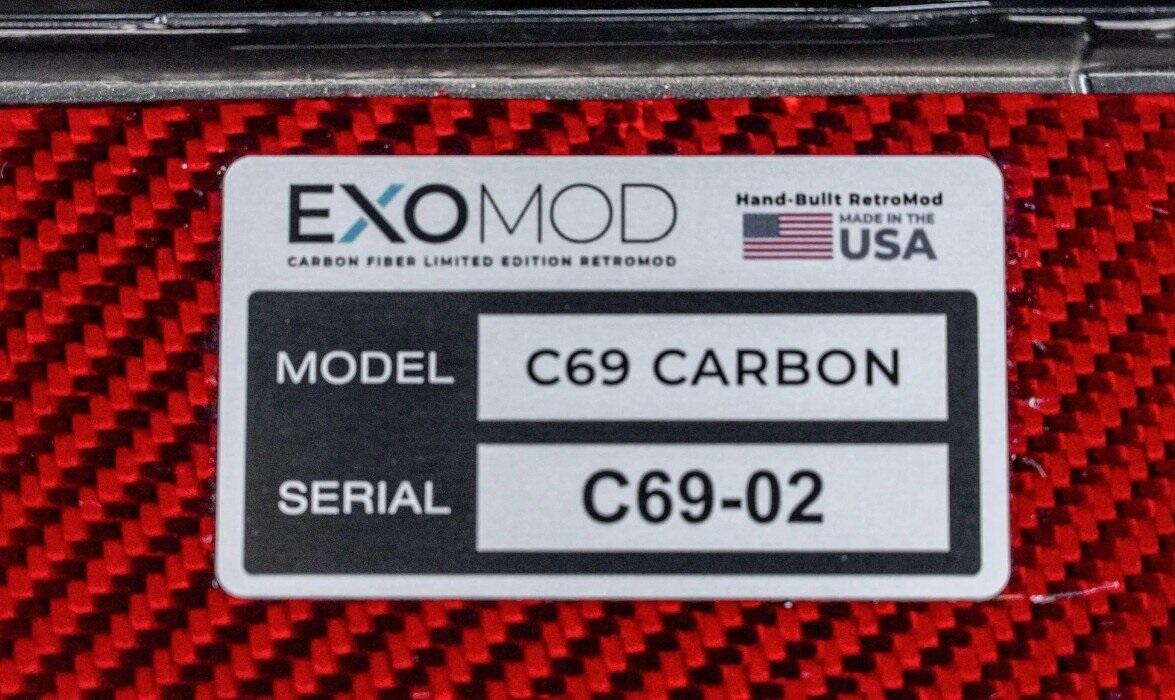 EXOMOD
CARBON FIBER LIMITED EDITION RETROMOD
Hand-Built RetroMod
MADE IN THE
USA
MODEL
C69 CARBON
SERIAL
C69-02